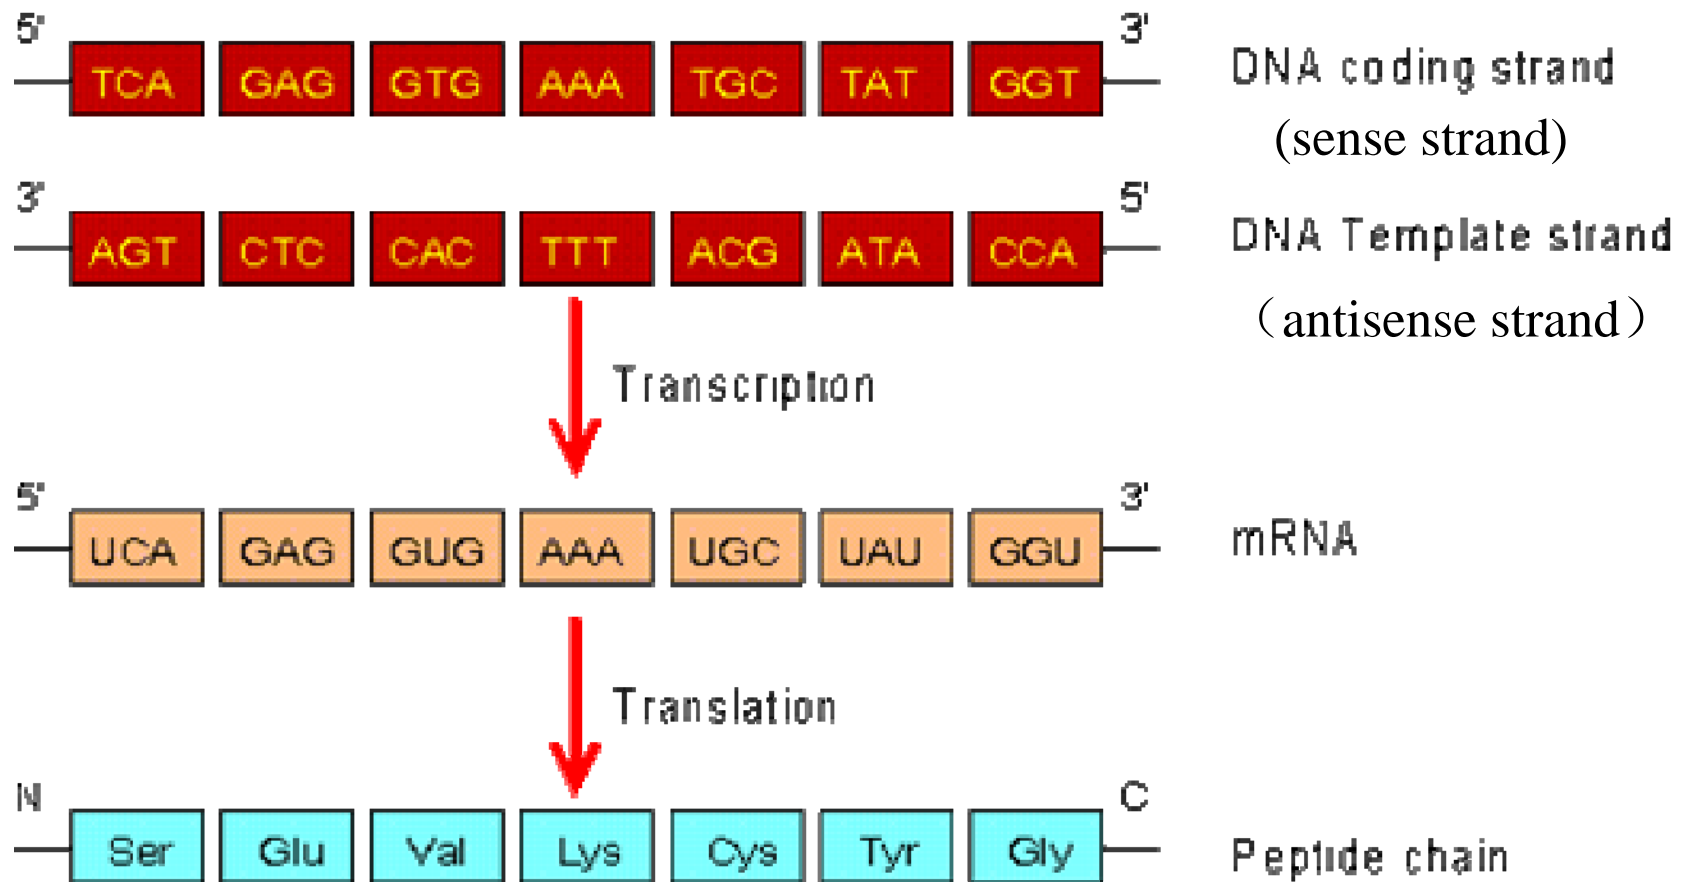 5' 3'
TCA GAG GTG AAA TGC TAT GGT DNA coding strand
(sense strand)
3' 5'
AGT CTC CAC TTT ACG ATA CCA DNA Template strand
（antisense strand）
Transcription
5' 3'
UCA GAG GUG AAA UGC UAU GGU mRNA
Translation
N C
Ser Glu Val Lys Cys Tyr Gly Peptide chain